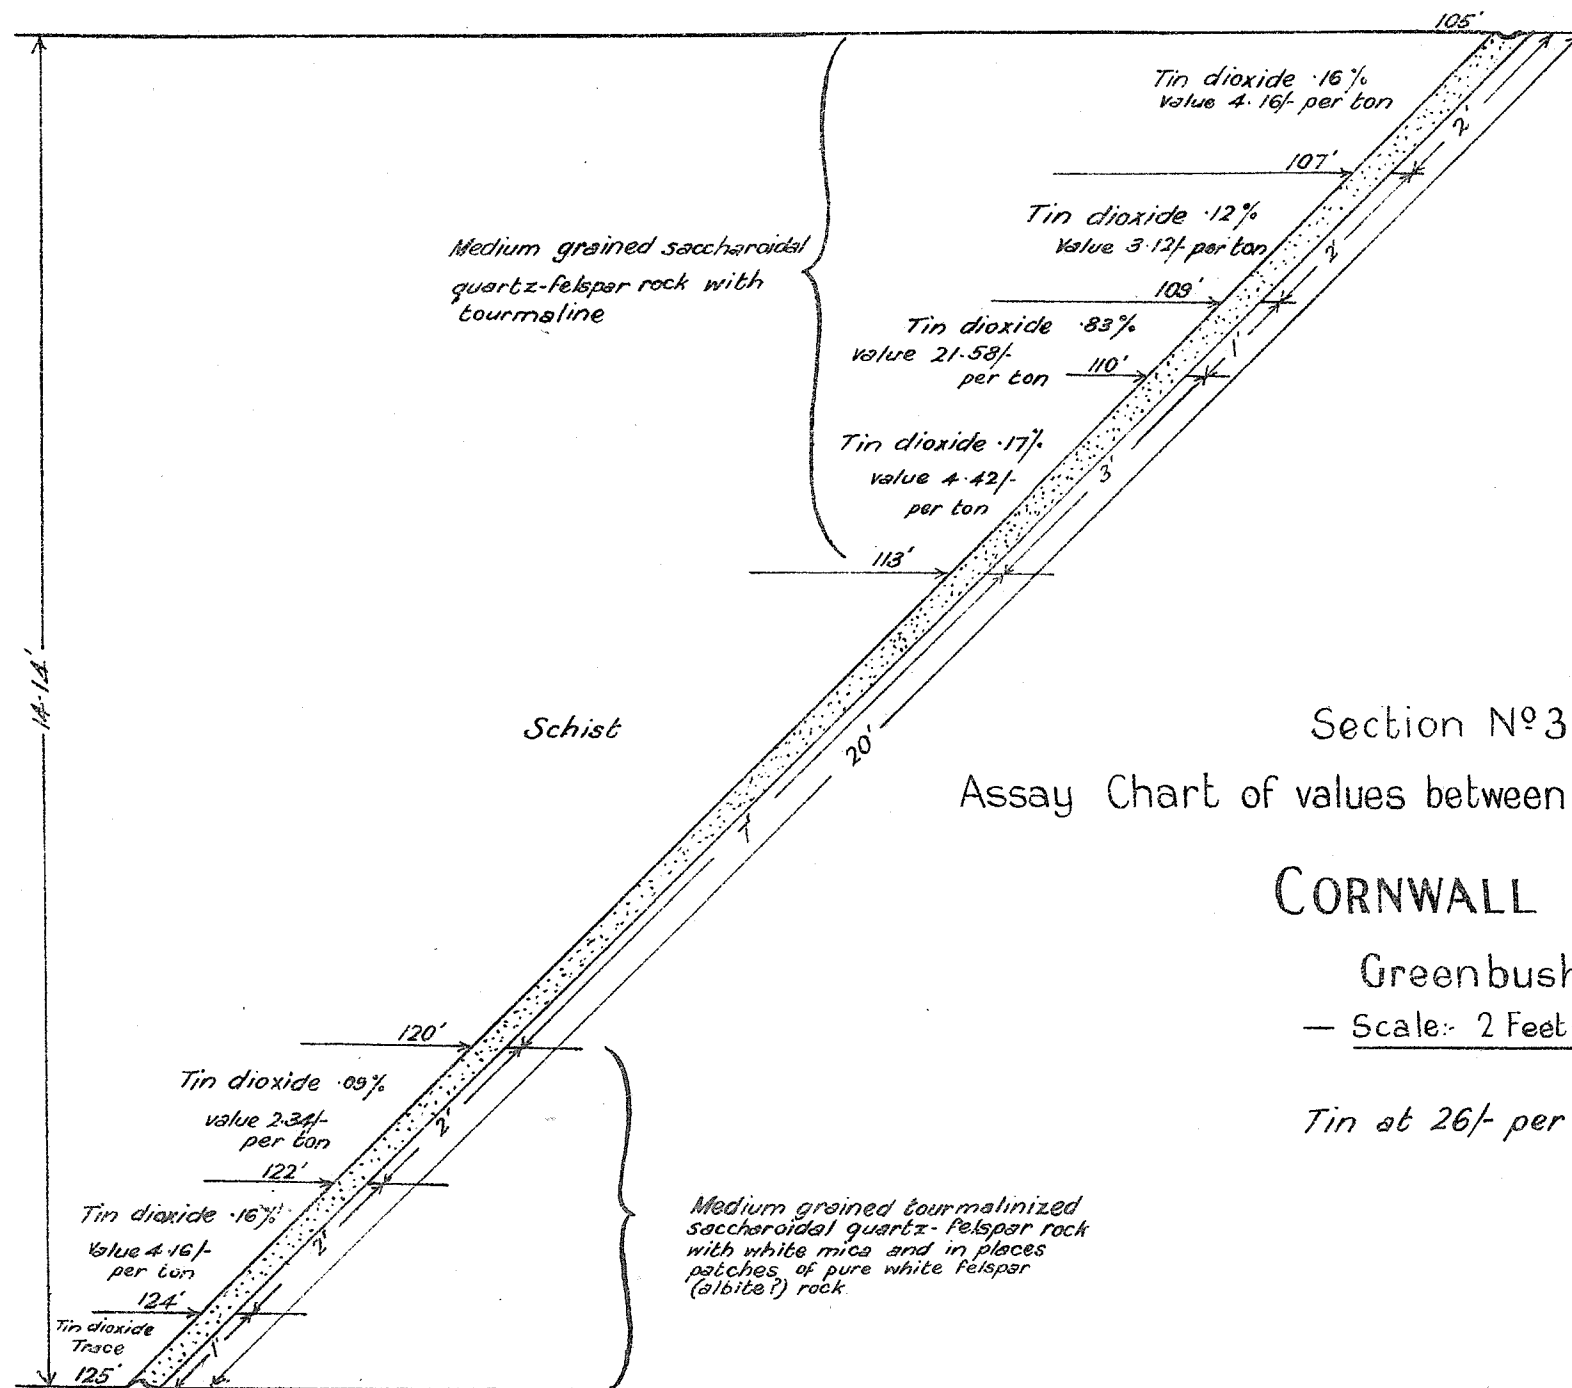 105'
Tin dioxide ·16%
value 4·16/- per ton
2'
107'
Tin dioxide ·12%
Value 3·12/- per ton
2'
Medium grained saccharoidal
quartz-felspar rock with
tourmaline
109'
Tin dioxide ·83%
value 21·58/-
per ton
1'
110'
Tin dioxide ·17%
value 4·42/-
per ton
3'
113'
14·14'
Schist
20'
7'
Section Nº 3
Assay Chart of values between
CORNWALL
Greenbush
— Scale:- 2 Feet
Tin at 26/- per
120'
Tin dioxide ·09%
value 2·34/-
per ton
2'
122'
Tin dioxide ·16%
Value 4·16/-
per ton
2'
Medium grained tourmalinized
saccharoidal quartz-felspar rock
with white mica and in places
patches of pure white felspar
(albite?) rock.
124'
Tin dioxide
Trace
1'
125'